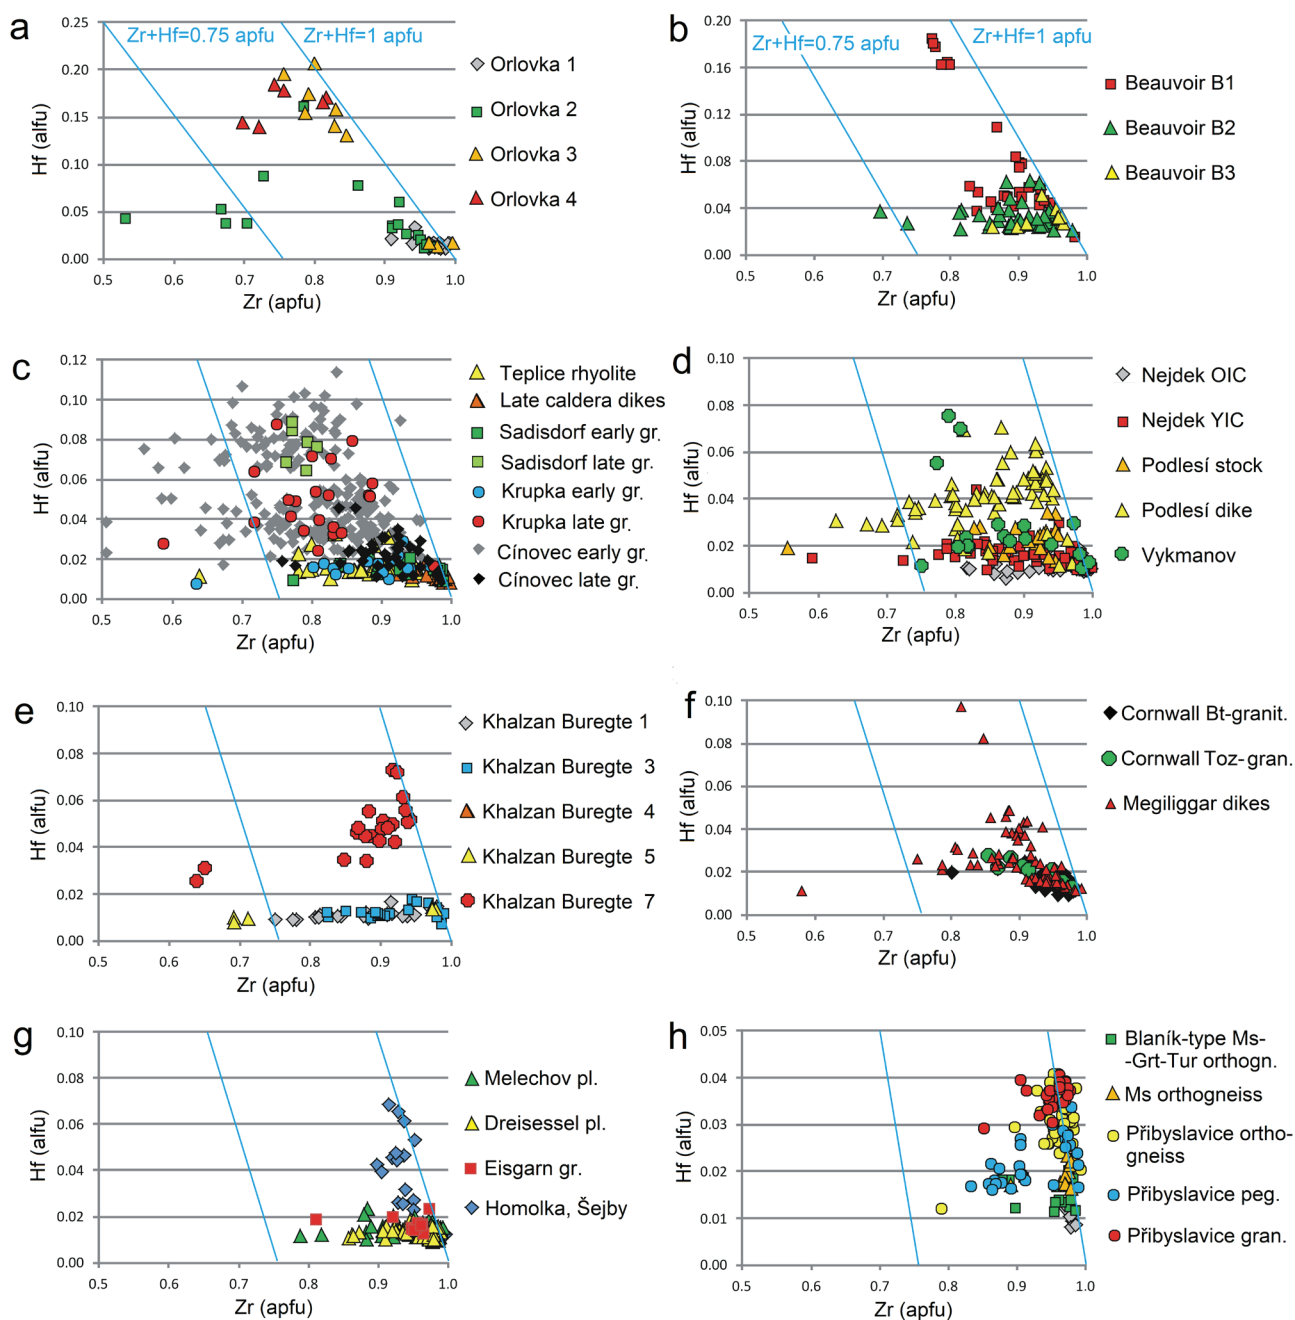 a
0.25
0.20
0.15
0.10
0.05
0.00
Hf (alfu)
Zr+Hf=0.75 apfu
Zr+Hf=1 apfu
0.5 0.6 0.7 0.8 0.9 1.0
Zr (apfu)
Orlovka 1
Orlovka 2
Orlovka 3
Orlovka 4
b
0.20
0.16
0.12
0.08
0.04
0.00
Hf (alfu)
Zr+Hf=0.75 apfu
Zr+Hf=1 apfu
0.5 0.6 0.7 0.8 0.9 1.0
Zr (apfu)
Beauvoir B1
Beauvoir B2
Beauvoir B3
c
0.12
0.10
0.08
0.06
0.04
0.02
0.00
Hf (alfu)
0.5 0.6 0.7 0.8 0.9 1.0
Zr (apfu)
Teplice rhyolite
Late caldera dikes
Sadisdorf early gr.
Sadisdorf late gr.
Krupka early gr.
Krupka late gr.
Cínovec early gr.
Cínovec late gr.
d
0.10
0.08
0.06
0.04
0.02
0.00
Hf (alfu)
0.5 0.6 0.7 0.8 0.9 1.0
Zr (apfu)
Nejdek OIC
Nejdek YIC
Podlesí stock
Podlesí dike
Vykmanov
e
0.10
0.08
0.06
0.04
0.02
0.00
Hf (alfu)
0.5 0.6 0.7 0.8 0.9 1.0
Zr (apfu)
Khalzan Buregte 1
Khalzan Buregte 3
Khalzan Buregte 4
Khalzan Buregte 5
Khalzan Buregte 7
f
0.10
0.08
0.06
0.04
0.02
0.00
Hf (alfu)
0.5 0.6 0.7 0.8 0.9 1.0
Zr (apfu)
Cornwall Bt-granit.
Cornwall Toz-gran.
Megiliggar dikes
g
0.10
0.08
0.06
0.04
0.02
0.00
Hf (alfu)
0.5 0.6 0.7 0.8 0.9 1.0
Zr (apfu)
Melechov pl.
Dreisessel pl.
Eisgarn gr.
Homolka, Šejby
h
0.05
0.04
0.03
0.02
0.01
0.00
Hf (alfu)
0.5 0.6 0.7 0.8 0.9 1.0
Zr (apfu)
Blaník-type Ms-
-Grt-Tur orthogn.
Ms orthogneiss
Přibyslavice ortho-
gneiss
Přibyslavice peg.
Přibyslavice gran.